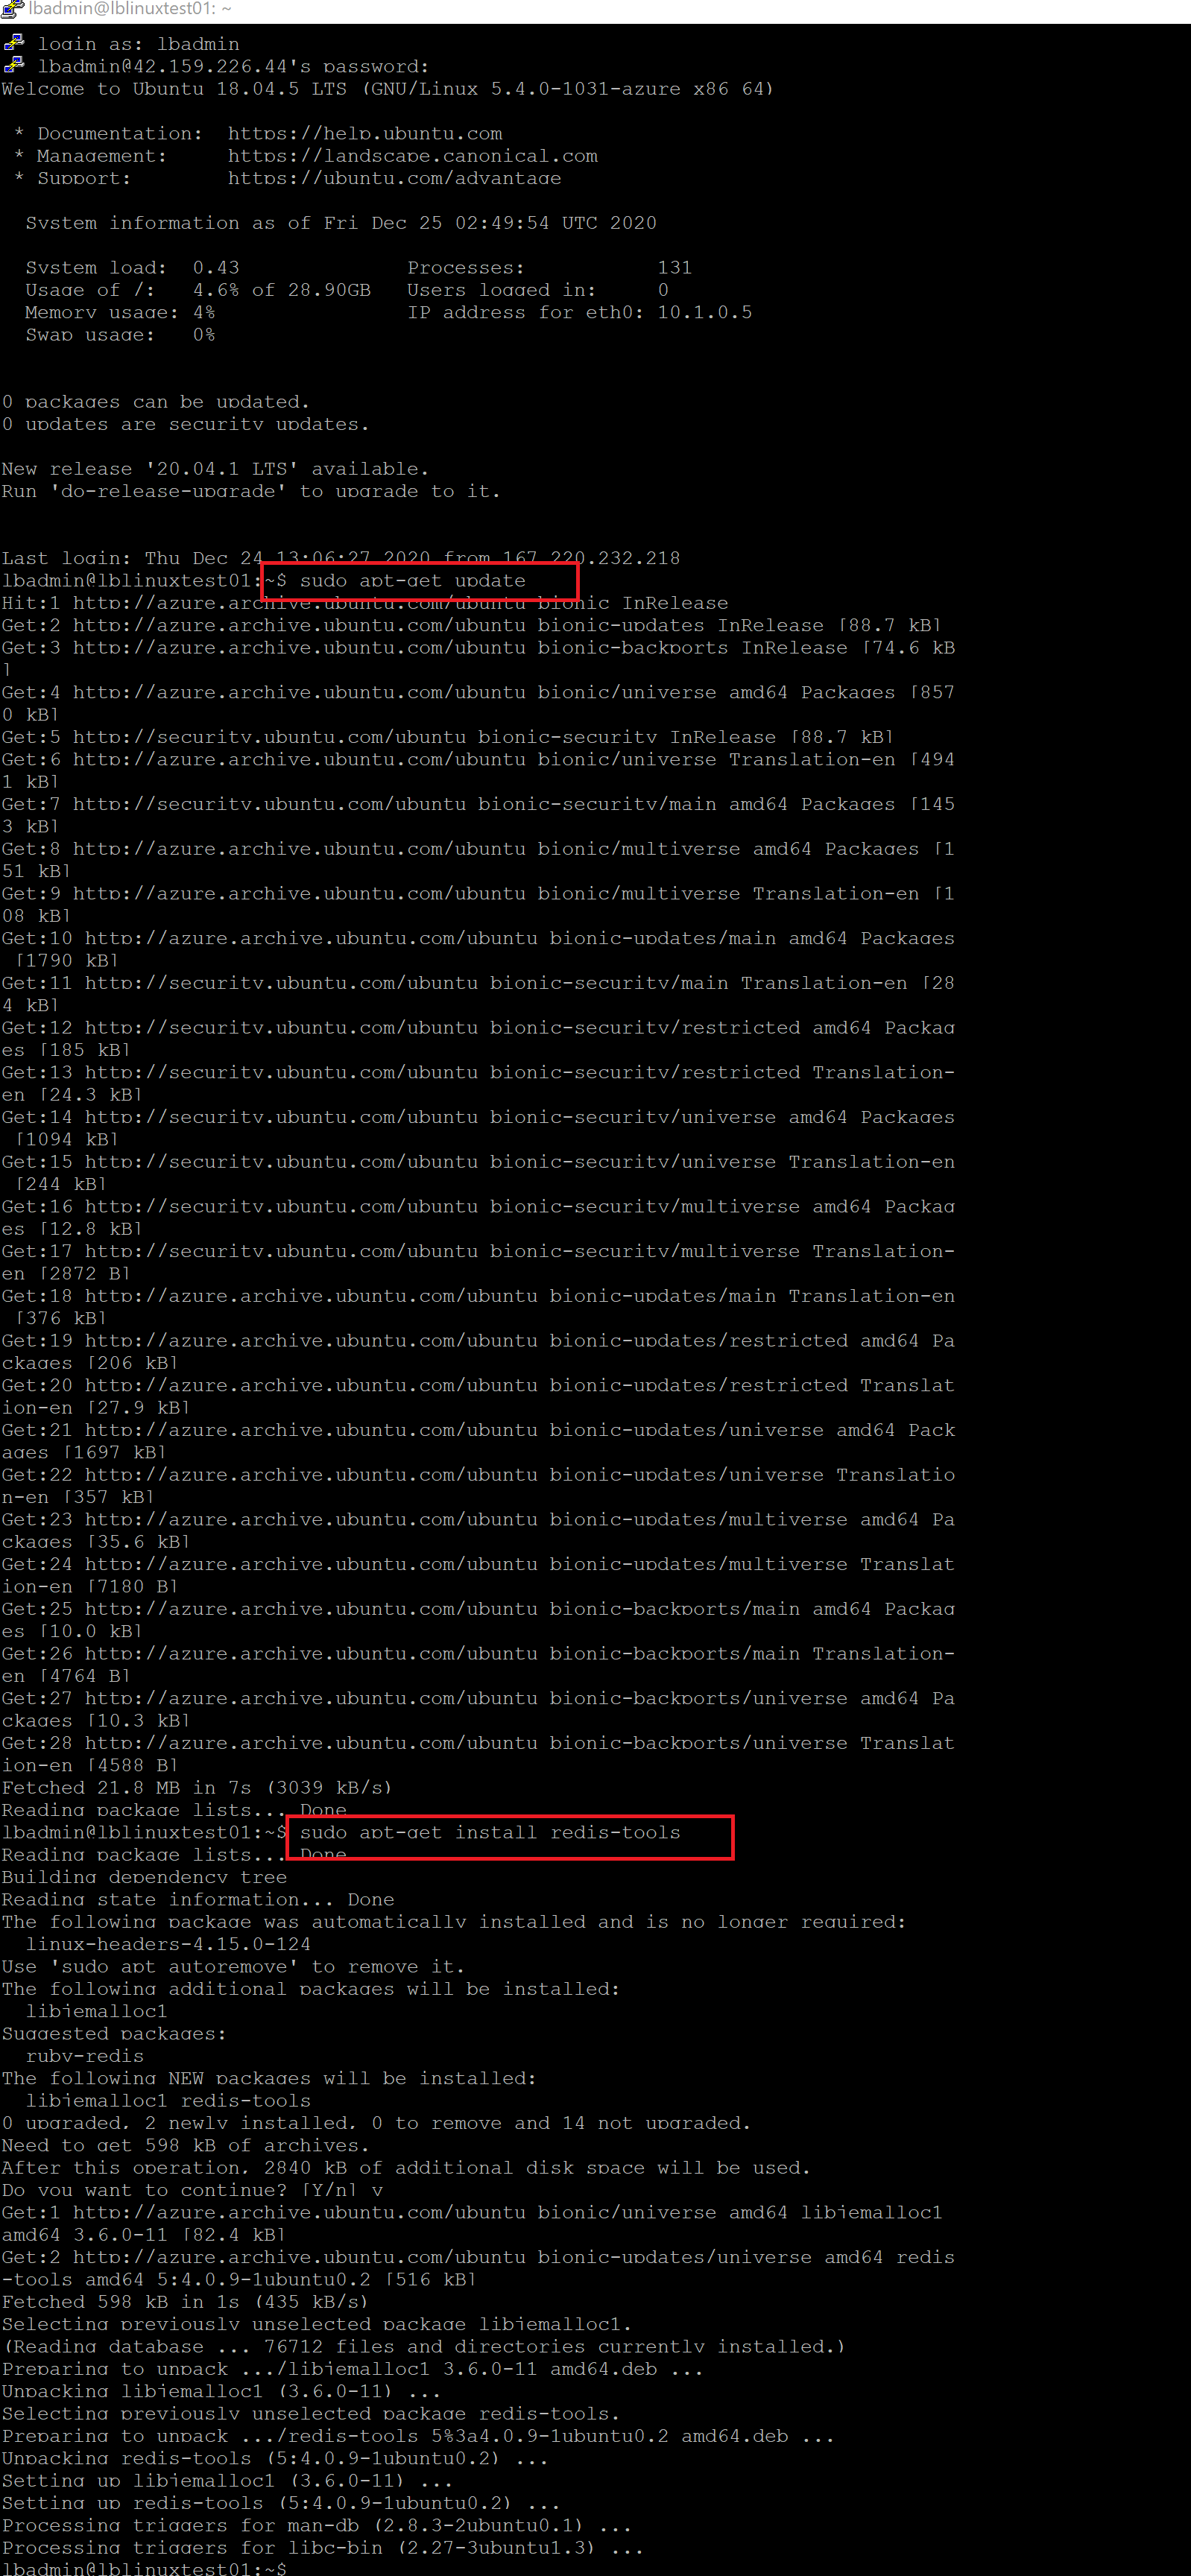 lbadmin@lblinuxtest01: ~
login as: lbadmin
lbadmin@42.159.226.44's password:
Welcome to Ubuntu 18.04.5 LTS (GNU/Linux 5.4.0-1031-azure x86_64)
* Documentation:  https://help.ubuntu.com
* Management:     https://landscape.canonical.com
* Support:        https://ubuntu.com/advantage
System information as of Fri Dec 25 02:49:54 UTC 2020
System load:  0.43              Processes:           131
Usage of /:   4.6% of 28.90GB   Users logged in:     0
Memory usage: 4%                IP address for eth0: 10.1.0.5
Swap usage:   0%
0 packages can be updated.
0 updates are security updates.
New release '20.04.1 LTS' available.
Run 'do-release-upgrade' to upgrade to it.
Last login: Thu Dec 24 13:06:27 2020 from 167.220.232.218
lbadmin@lblinuxtest01:~$ sudo apt-get update
Hit:1 http://azure.archive.ubuntu.com/ubuntu bionic InRelease
Get:2 http://azure.archive.ubuntu.com/ubuntu bionic-updates InRelease [88.7 kB]
Get:3 http://azure.archive.ubuntu.com/ubuntu bionic-backports InRelease [74.6 kB
]
Get:4 http://azure.archive.ubuntu.com/ubuntu bionic/universe amd64 Packages [857
0 kB]
Get:5 http://security.ubuntu.com/ubuntu bionic-security InRelease [88.7 kB]
Get:6 http://azure.archive.ubuntu.com/ubuntu bionic/universe Translation-en [494
1 kB]
Get:7 http://security.ubuntu.com/ubuntu bionic-security/main amd64 Packages [145
3 kB]
Get:8 http://azure.archive.ubuntu.com/ubuntu bionic/multiverse amd64 Packages [1
51 kB]
Get:9 http://azure.archive.ubuntu.com/ubuntu bionic/multiverse Translation-en [1
08 kB]
Get:10 http://azure.archive.ubuntu.com/ubuntu bionic-updates/main amd64 Packages
[1790 kB]
Get:11 http://security.ubuntu.com/ubuntu bionic-security/main Translation-en [28
4 kB]
Get:12 http://security.ubuntu.com/ubuntu bionic-security/restricted amd64 Packag
es [185 kB]
Get:13 http://security.ubuntu.com/ubuntu bionic-security/restricted Translation-
en [24.3 kB]
Get:14 http://security.ubuntu.com/ubuntu bionic-security/universe amd64 Packages
[1094 kB]
Get:15 http://security.ubuntu.com/ubuntu bionic-security/universe Translation-en
[244 kB]
Get:16 http://security.ubuntu.com/ubuntu bionic-security/multiverse amd64 Packag
es [12.8 kB]
Get:17 http://security.ubuntu.com/ubuntu bionic-security/multiverse Translation-
en [2872 B]
Get:18 http://azure.archive.ubuntu.com/ubuntu bionic-updates/main Translation-en
[376 kB]
Get:19 http://azure.archive.ubuntu.com/ubuntu bionic-updates/restricted amd64 Pa
ckages [206 kB]
Get:20 http://azure.archive.ubuntu.com/ubuntu bionic-updates/restricted Translat
ion-en [27.9 kB]
Get:21 http://azure.archive.ubuntu.com/ubuntu bionic-updates/universe amd64 Pack
ages [1697 kB]
Get:22 http://azure.archive.ubuntu.com/ubuntu bionic-updates/universe Translatio
n-en [357 kB]
Get:23 http://azure.archive.ubuntu.com/ubuntu bionic-updates/multiverse amd64 Pa
ckages [35.6 kB]
Get:24 http://azure.archive.ubuntu.com/ubuntu bionic-updates/multiverse Translat
ion-en [7180 B]
Get:25 http://azure.archive.ubuntu.com/ubuntu bionic-backports/main amd64 Packag
es [10.0 kB]
Get:26 http://azure.archive.ubuntu.com/ubuntu bionic-backports/main Translation-
en [4764 B]
Get:27 http://azure.archive.ubuntu.com/ubuntu bionic-backports/universe amd64 Pa
ckages [10.3 kB]
Get:28 http://azure.archive.ubuntu.com/ubuntu bionic-backports/universe Translat
ion-en [4588 B]
Fetched 21.8 MB in 7s (3039 kB/s)
Reading package lists... Done
lbadmin@lblinuxtest01:~$ sudo apt-get install redis-tools
Reading package lists... Done
Building dependency tree
Reading state information... Done
The following package was automatically installed and is no longer required:
linux-headers-4.15.0-124
Use 'sudo apt autoremove' to remove it.
The following additional packages will be installed:
libjemalloc1
Suggested packages:
ruby-redis
The following NEW packages will be installed:
libjemalloc1 redis-tools
0 upgraded, 2 newly installed, 0 to remove and 14 not upgraded.
Need to get 598 kB of archives.
After this operation, 2840 kB of additional disk space will be used.
Do you want to continue? [Y/n] y
Get:1 http://azure.archive.ubuntu.com/ubuntu bionic/universe amd64 libjemalloc1
amd64 3.6.0-11 [82.4 kB]
Get:2 http://azure.archive.ubuntu.com/ubuntu bionic-updates/universe amd64 redis
-tools amd64 5:4.0.9-1ubuntu0.2 [516 kB]
Fetched 598 kB in 1s (435 kB/s)
Selecting previously unselected package libjemalloc1.
(Reading database ... 76712 files and directories currently installed.)
Preparing to unpack .../libjemalloc1_3.6.0-11_amd64.deb ...
Unpacking libjemalloc1 (3.6.0-11) ...
Selecting previously unselected package redis-tools.
Preparing to unpack .../redis-tools_5%3a4.0.9-1ubuntu0.2_amd64.deb ...
Unpacking redis-tools (5:4.0.9-1ubuntu0.2) ...
Setting up libjemalloc1 (3.6.0-11) ...
Setting up redis-tools (5:4.0.9-1ubuntu0.2) ...
Processing triggers for man-db (2.8.3-2ubuntu0.1) ...
Processing triggers for libc-bin (2.27-3ubuntu1.3) ...
lbadmin@lblinuxtest01:~$